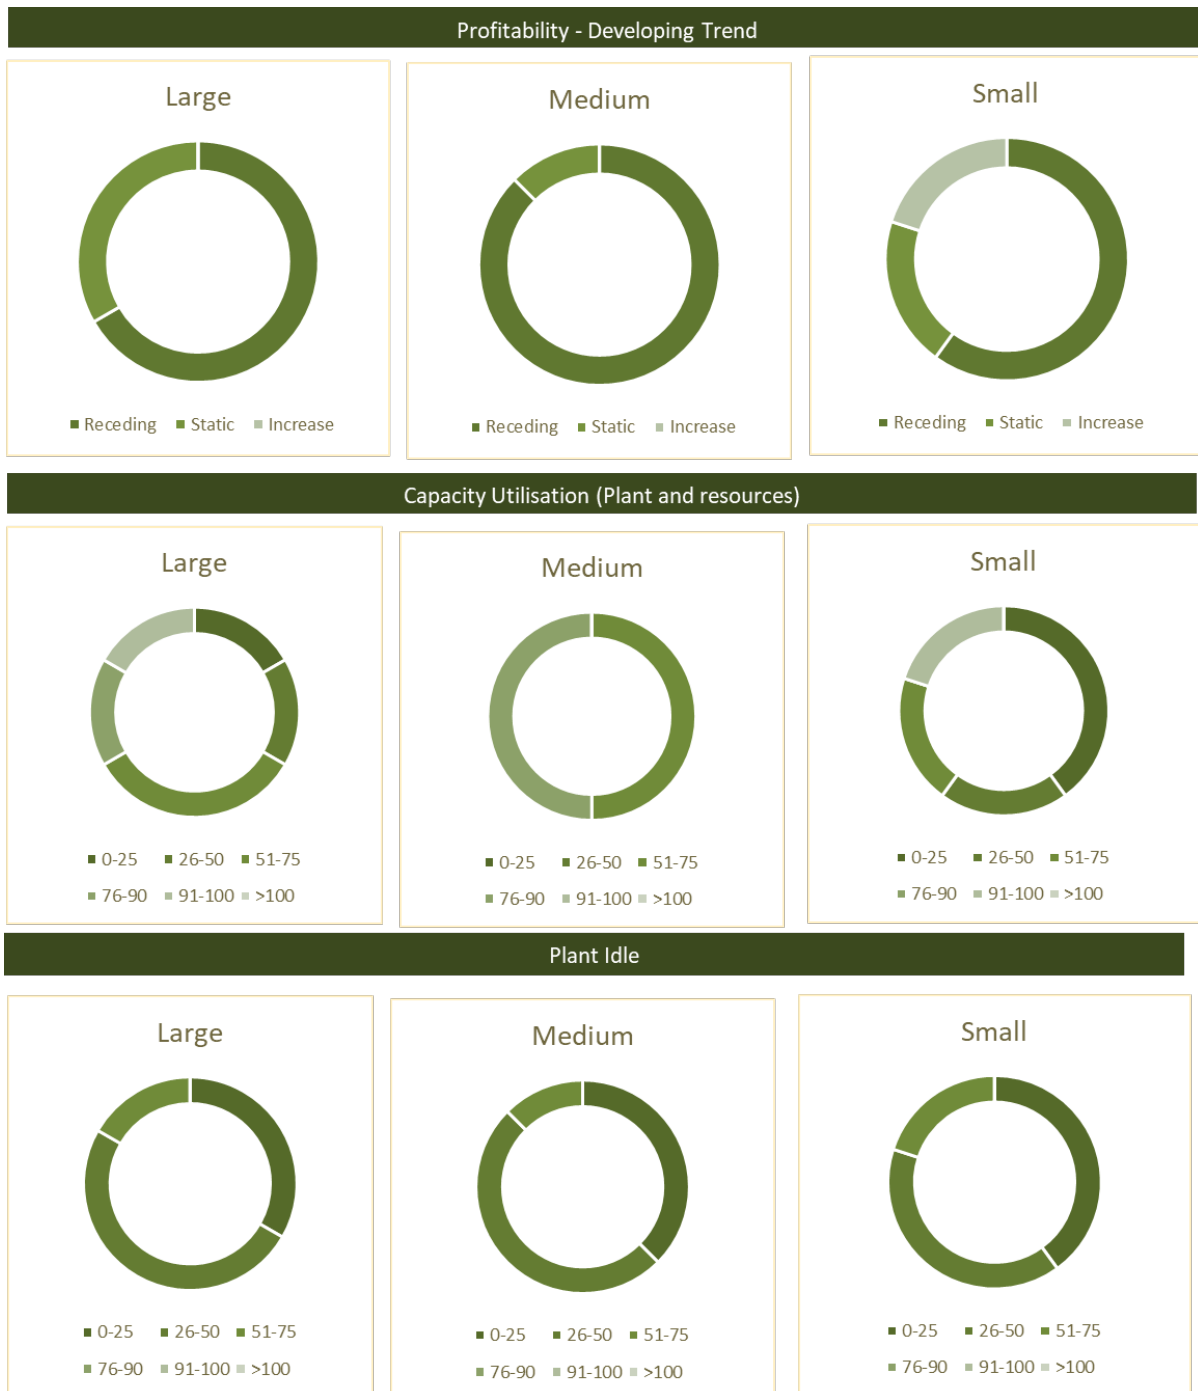 Profitability - Developing Trend
Large
Medium
Small
Receding Static Increase
Receding Static Increase
Receding Static Increase
Capacity Utilisation (Plant and resources)
Large
Medium
Small
0-25 26-50 51-75
76-90 91-100 >100
0-25 26-50 51-75
76-90 91-100 >100
0-25 26-50 51-75
76-90 91-100 >100
Plant Idle
Large
Medium
Small
0-25 26-50 51-75
76-90 91-100 >100
0-25 26-50 51-75
76-90 91-100 >100
0-25 26-50 51-75
76-90 91-100 >100